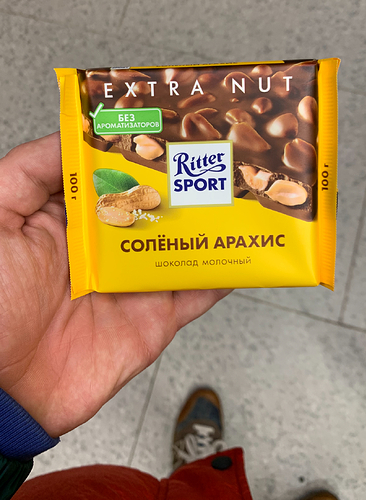 EXTRA NUT
БЕЗ
АРОМАТИЗАТОРОВ
Ritter
SPORT
100 г
100 г
СОЛЁНЫЙ АРАХИС
шоколад молочный